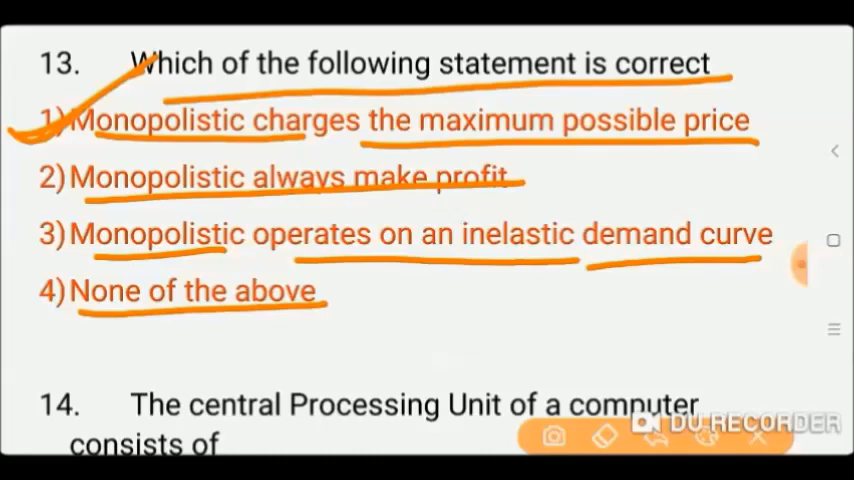 13. Which of the following statement is correct
1) Monopolistic charges the maximum possible price
2) Monopolistic always make profit
3) Monopolistic operates on an inelastic demand curve
4) None of the above
14. The central Processing Unit of a computer
consists of
DU RECORDER